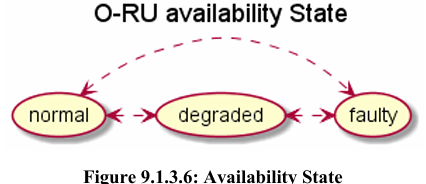 O-RU availability State
normal degraded faulty
Figure 9.1.3.6: Availability State